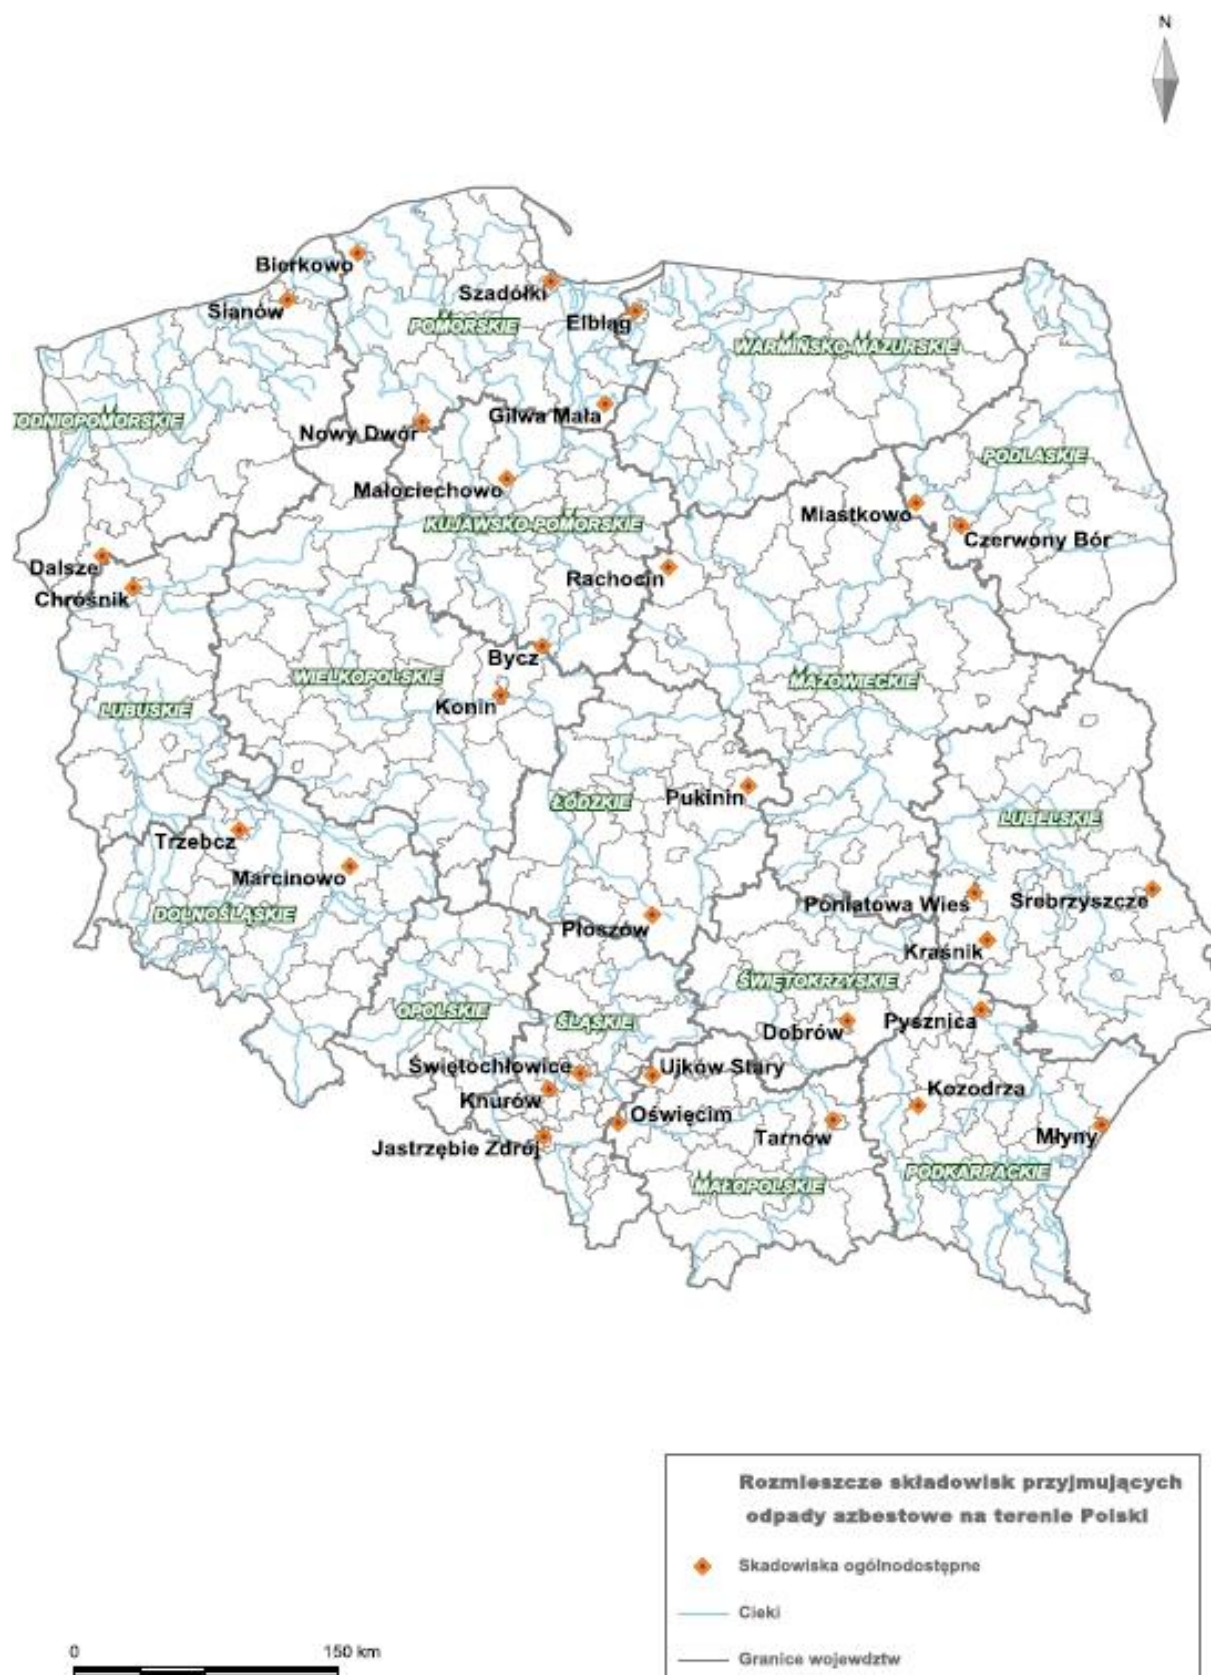 N
Bierkowo
Szadółki
Sianów
Elbląg
POMORSKIE
WARMIŃSKO-MAZURSKIE
ODNIOPOMORSKIE
Gilwa Mała
Nowy Dwór
PODLASKIE
Małociechowo
Miastkowo
KUJAWSKO-POMORSKIE
Czerwony Bór
Dalsze
Rachocin
Chróśnik
Bycz
WIELKOPOLSKIE
MAZOWIECKIE
Konin
LUBUSKIE
Pukinin
ŁÓDZKIE
LUBELSKIE
Trzebcz
Marcinowo
Poniatowa Wieś
Srebrzyszcze
DOLNOŚLĄSKIE
Płoszów
Kraśnik
ŚWIĘTOKRZYSKIE
OPOLSKIE
ŚLĄSKIE
Dobrów
Pysznica
Świętochłowice
Ujków Stary
Knurów
Kozodrza
Oświęcim
Tarnów
Młyny
Jastrzębie Zdrój
PODKARPACKIE
MAŁOPOLSKIE
Rozmieszcze składowisk przyjmujących
odpady azbestowe na terenie Polski
Skadowiska ogólnodostępne
Cieki
0 150 km
Granice wojewdztw